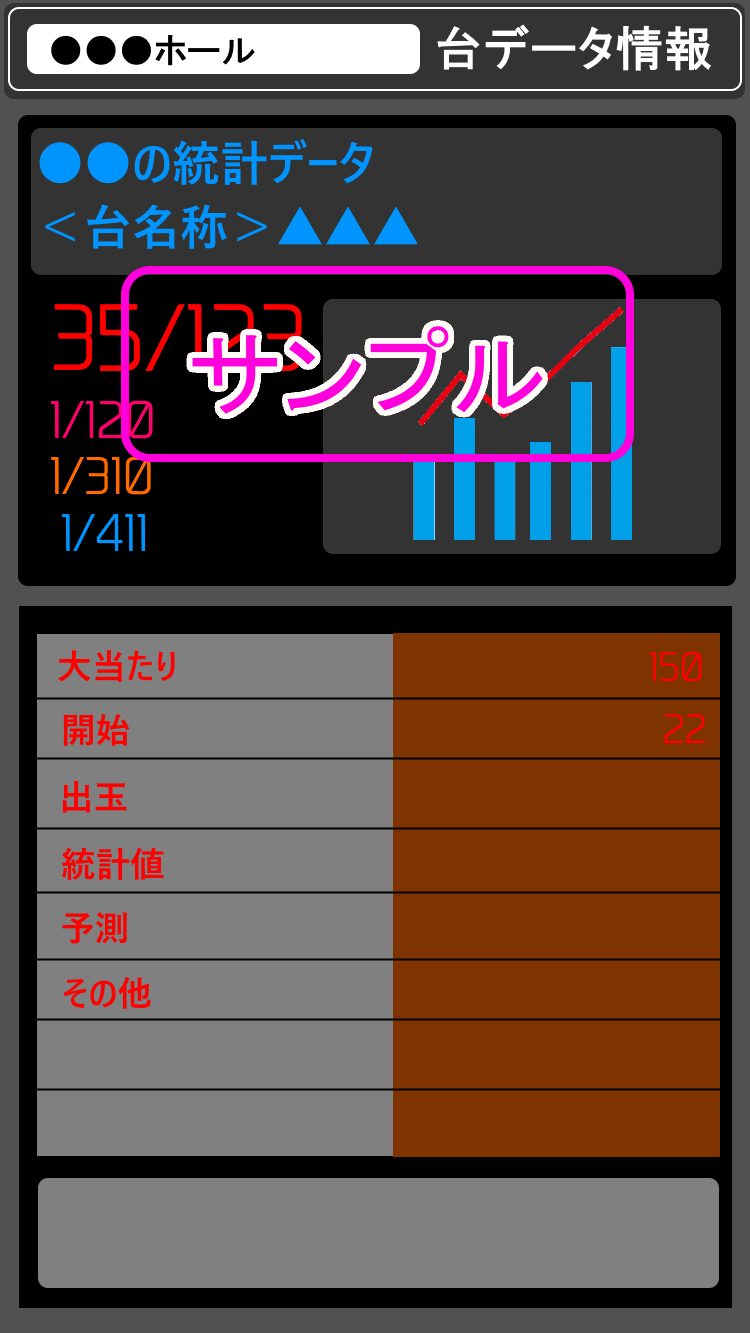 ●●●ホール
台データ情報
●●の統計データ
＜台名称＞▲▲▲
35/123
サンプル
1/120
1/310
1/411
大当たり 150
開始 22
出玉
統計値
予測
その他